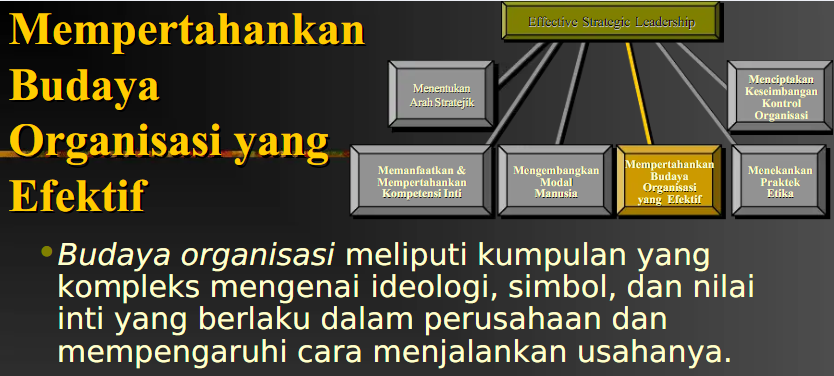 Mempertahankan
Budaya
Organisasi yang
Efektif
Effective Strategic Leadership
Menentukan
Arah Stratejik
Menciptakan
Keseimbangan
Kontrol
Organisasi
Memanfaatkan &
Mempertahankan
Kompetensi Inti
Mengembangkan
Modal
Manusia
Mempertahankan
Budaya
Organisasi
yang Efektif
Menekankan
Praktek
Etika
Budaya organisasi meliputi kumpulan yang
kompleks mengenai ideologi, simbol, dan nilai
inti yang berlaku dalam perusahaan dan
mempengaruhi cara menjalankan usahanya.